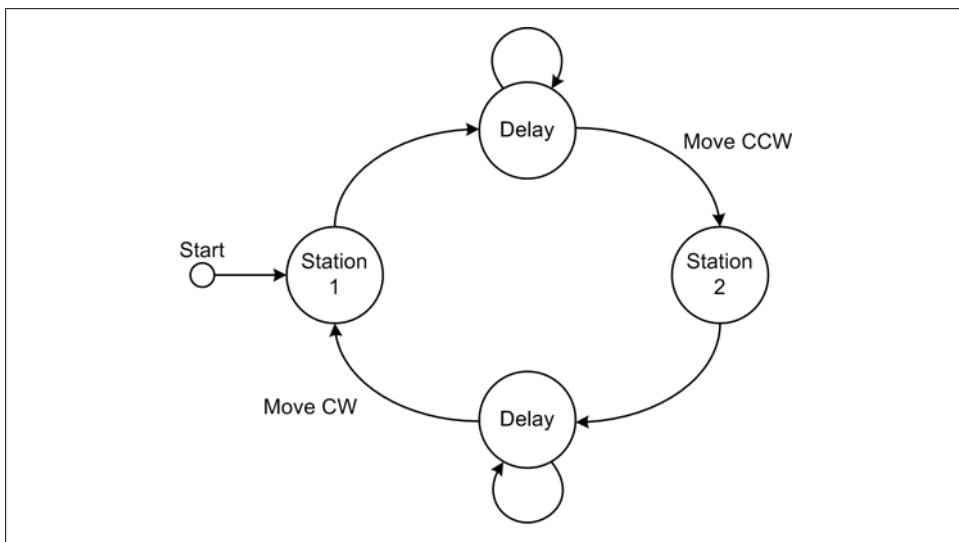 Delay
Move CCW
Start
Station
1
Station
2
Move CW
Delay